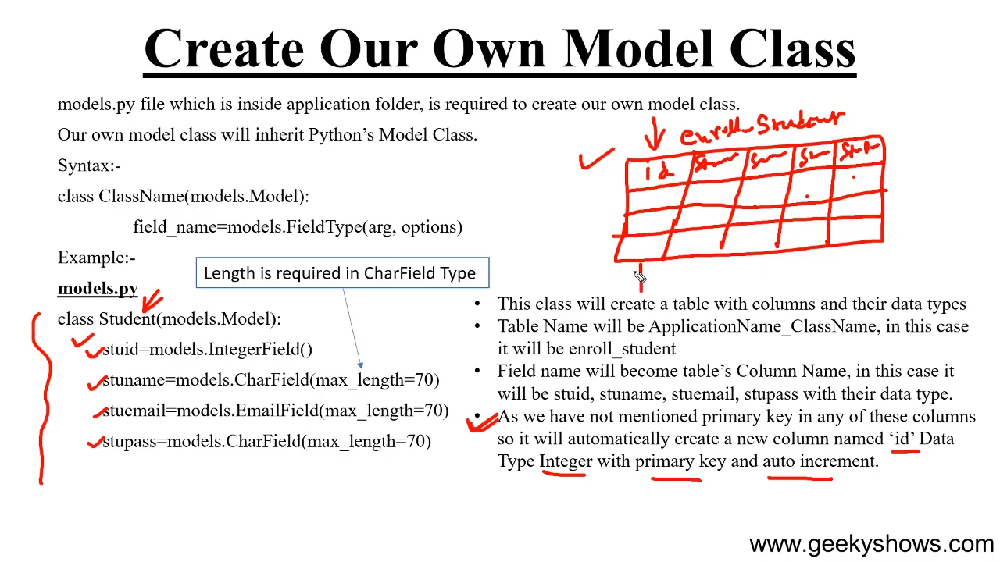 Create Our Own Model Class
models.py file which is inside application folder, is required to create our own model class.
Our own model class will inherit Python's Model Class.
Syntax:-
class ClassName(models.Model):
field_name=models.FieldType(arg, options)
Example:-
Length is required in CharField Type
models.py
class Student(models.Model):
stuid=models.IntegerField()
stuname=models.CharField(max_length=70)
stuemail=models.EmailField(max_length=70)
stupass=models.CharField(max_length=70)
enroll_Student
id
• This class will create a table with columns and their data types
• Table Name will be ApplicationName_ClassName, in this case
it will be enroll_student
• Field name will become table's Column Name, in this case it
will be stuid, stuname, stuemail, stupass with their data type.
• As we have not mentioned primary key in any of these columns
so it will automatically create a new column named ‘id’ Data
Type Integer with primary key and auto increment.
www.geekyshows.com